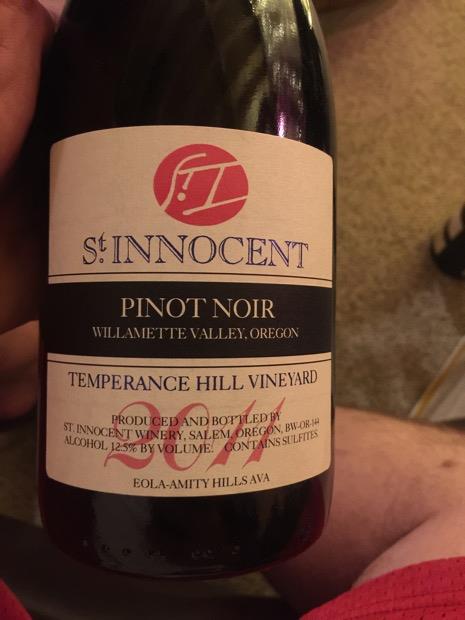 St. INNOCENT
PINOT NOIR
WILLAMETTE VALLEY, OREGON
TEMPERANCE HILL VINEYARD
2011
PRODUCED AND BOTTLED BY
ST. INNOCENT WINERY, SALEM, OREGON, BW-OR-144
ALCOHOL 12.5% BY VOLUME. CONTAINS SULFITES.
EOLA-AMITY HILLS AVA